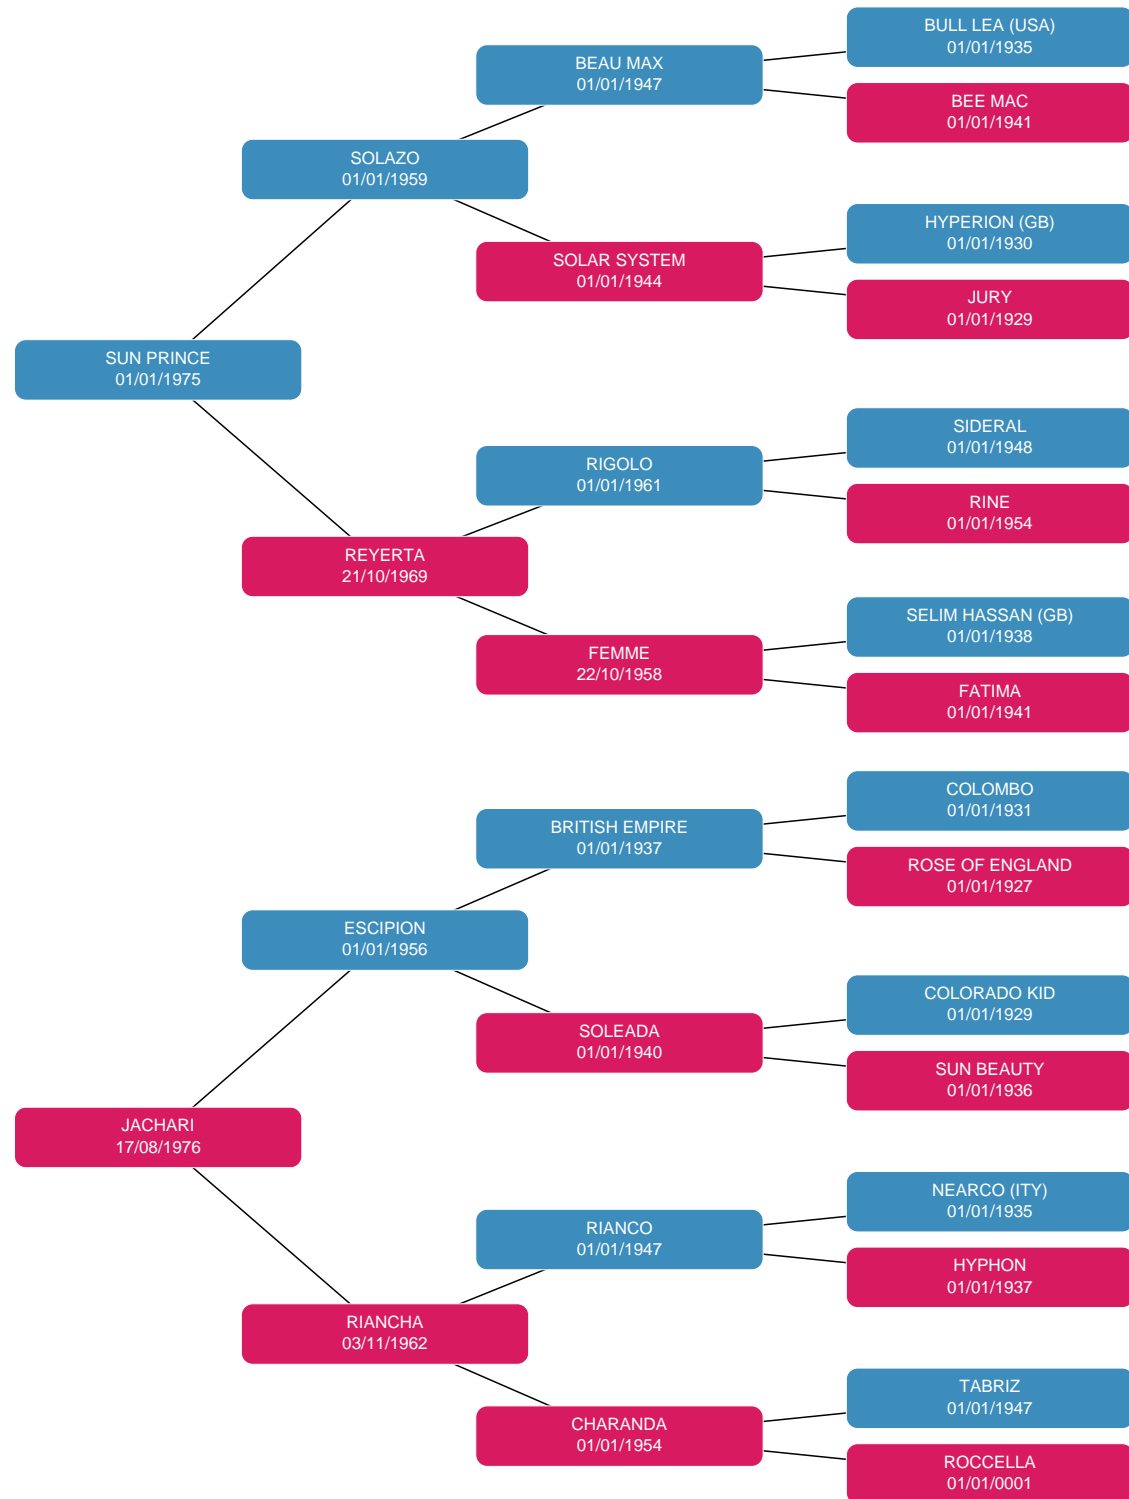 BULL LEA (USA)
01/01/1935
BEAU MAX
01/01/1947
BEE MAC
01/01/1941
SOLAZO
01/01/1959
HYPERION (GB)
01/01/1930
SOLAR SYSTEM
01/01/1944
JURY
01/01/1929
SUN PRINCE
01/01/1975
SIDERAL
01/01/1948
RIGOLO
01/01/1961
RINE
01/01/1954
REYERTA
21/10/1969
SELIM HASSAN (GB)
01/01/1938
FEMME
22/10/1958
FATIMA
01/01/1941
COLOMBO
01/01/1931
BRITISH EMPIRE
01/01/1937
ROSE OF ENGLAND
01/01/1927
ESCIPION
01/01/1956
COLORADO KID
01/01/1929
SOLEADA
01/01/1940
SUN BEAUTY
01/01/1936
JACHARI
17/08/1976
NEARCO (ITY)
01/01/1935
RIANCO
01/01/1947
HYPHON
01/01/1937
RIANCHA
03/11/1962
TABRIZ
01/01/1947
CHARANDA
01/01/1954
ROCCELLA
01/01/0001